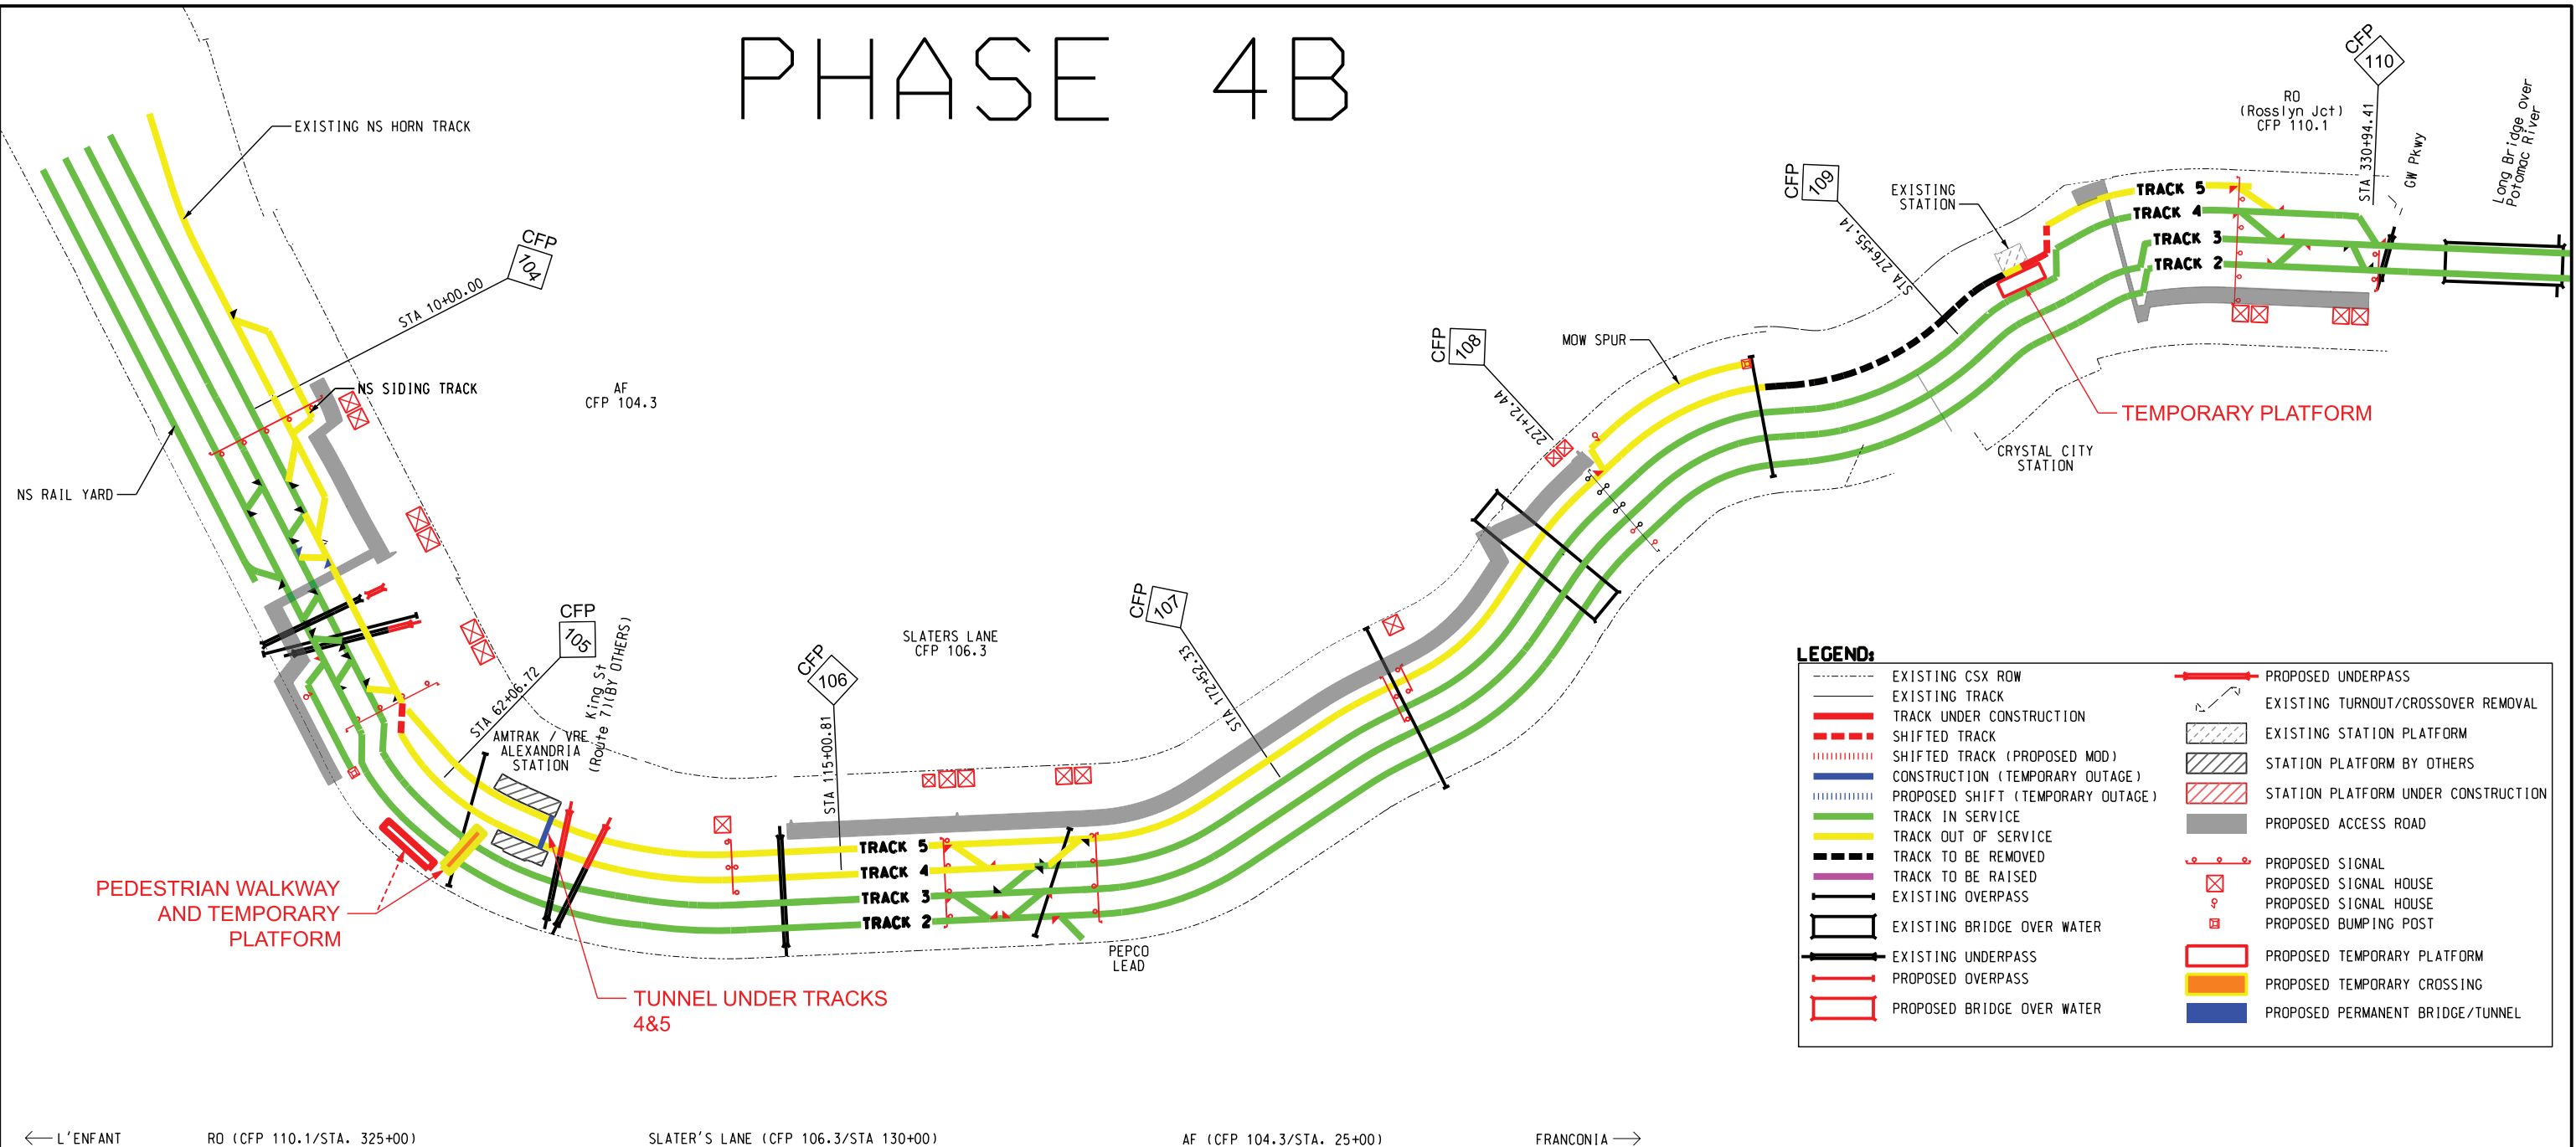 PHASE 4B
EXISTING NS HORN TRACK
CFP
104
STA 10+00.00
NS SIDING TRACK
AF
CFP 104.3
NS RAIL YARD
CFP
105
STA 62+06.72
King St
(Route 7)(BY OTHERS)
AMTRAK / VRE
ALEXANDRIA
STATION
PEDESTRIAN WALKWAY
AND TEMPORARY
PLATFORM
TUNNEL UNDER TRACKS
4&5
CFP
106
STA 115+00.81
SLATERS LANE
CFP 106.3
TRACK 5
TRACK 4
TRACK 3
TRACK 2
PEPCO
LEAD
CFP
107
STA 172+52.33
CFP
108
227+12.44
MOW SPUR
CFP
109
STA 276+55.14
EXISTING
STATION
TEMPORARY PLATFORM
CRYSTAL CITY
STATION
TRACK 5
TRACK 4
TRACK 3
TRACK 2
RO
(Rosslyn Jct)
CFP 110.1
CFP
110
STA 330+94.41
GW Pkwy
Long Bridge over
Potomac River
LEGEND:
EXISTING CSX ROW
EXISTING TRACK
TRACK UNDER CONSTRUCTION
SHIFTED TRACK
SHIFTED TRACK (PROPOSED MOD)
CONSTRUCTION (TEMPORARY OUTAGE)
PROPOSED SHIFT (TEMPORARY OUTAGE)
TRACK IN SERVICE
TRACK OUT OF SERVICE
TRACK TO BE REMOVED
TRACK TO BE RAISED
EXISTING OVERPASS
EXISTING BRIDGE OVER WATER
EXISTING UNDERPASS
PROPOSED OVERPASS
PROPOSED BRIDGE OVER WATER
PROPOSED UNDERPASS
EXISTING TURNOUT/CROSSOVER REMOVAL
EXISTING STATION PLATFORM
STATION PLATFORM BY OTHERS
STATION PLATFORM UNDER CONSTRUCTION
PROPOSED ACCESS ROAD
PROPOSED SIGNAL
PROPOSED SIGNAL HOUSE
PROPOSED SIGNAL HOUSE
PROPOSED BUMPING POST
PROPOSED TEMPORARY PLATFORM
PROPOSED TEMPORARY CROSSING
PROPOSED PERMANENT BRIDGE/TUNNEL
L'ENFANT
RO (CFP 110.1/STA. 325+00)
SLATER'S LANE (CFP 106.3/STA 130+00)
AF (CFP 104.3/STA. 25+00)
FRANCONIA